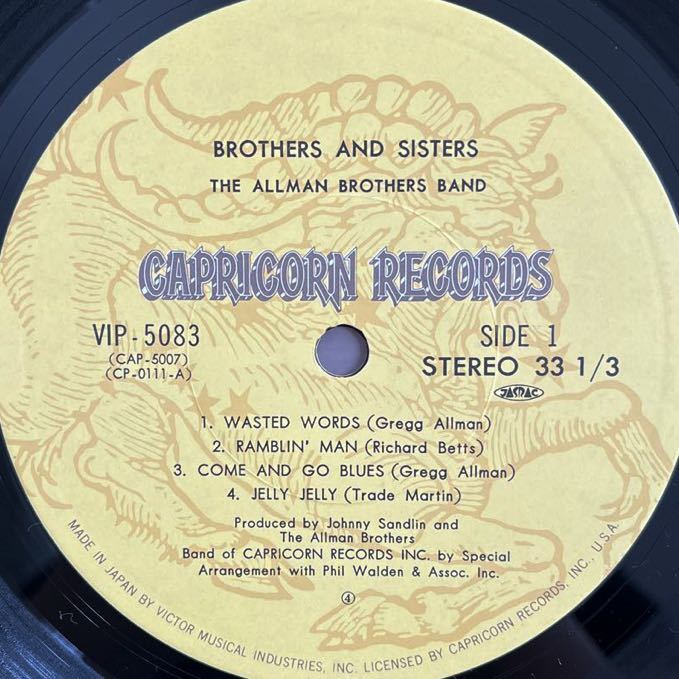 BROTHERS AND SISTERS
THE ALLMAN BROTHERS BAND
CAPRICORN RECORDS
VIP-5083
(CAP-5007)
(CP-0111-A)
SIDE 1
STEREO 33 1/3
JASRAC
1. WASTED WORDS (Gregg Allman)
2. RAMBLIN' MAN (Richard Betts)
3. COME AND GO BLUES (Gregg Allman)
4. JELLY JELLY (Trade Martin)
Produced by Johnny Sandlin and
The Allman Brothers
Band of CAPRICORN RECORDS INC. by Special
Arrangement with Phil Walden & Assoc. Inc.
④
MADE IN JAPAN BY VICTOR MUSICAL INDUSTRIES, INC. LICENSED BY CAPRICORN RECORDS, INC., U.S.A.